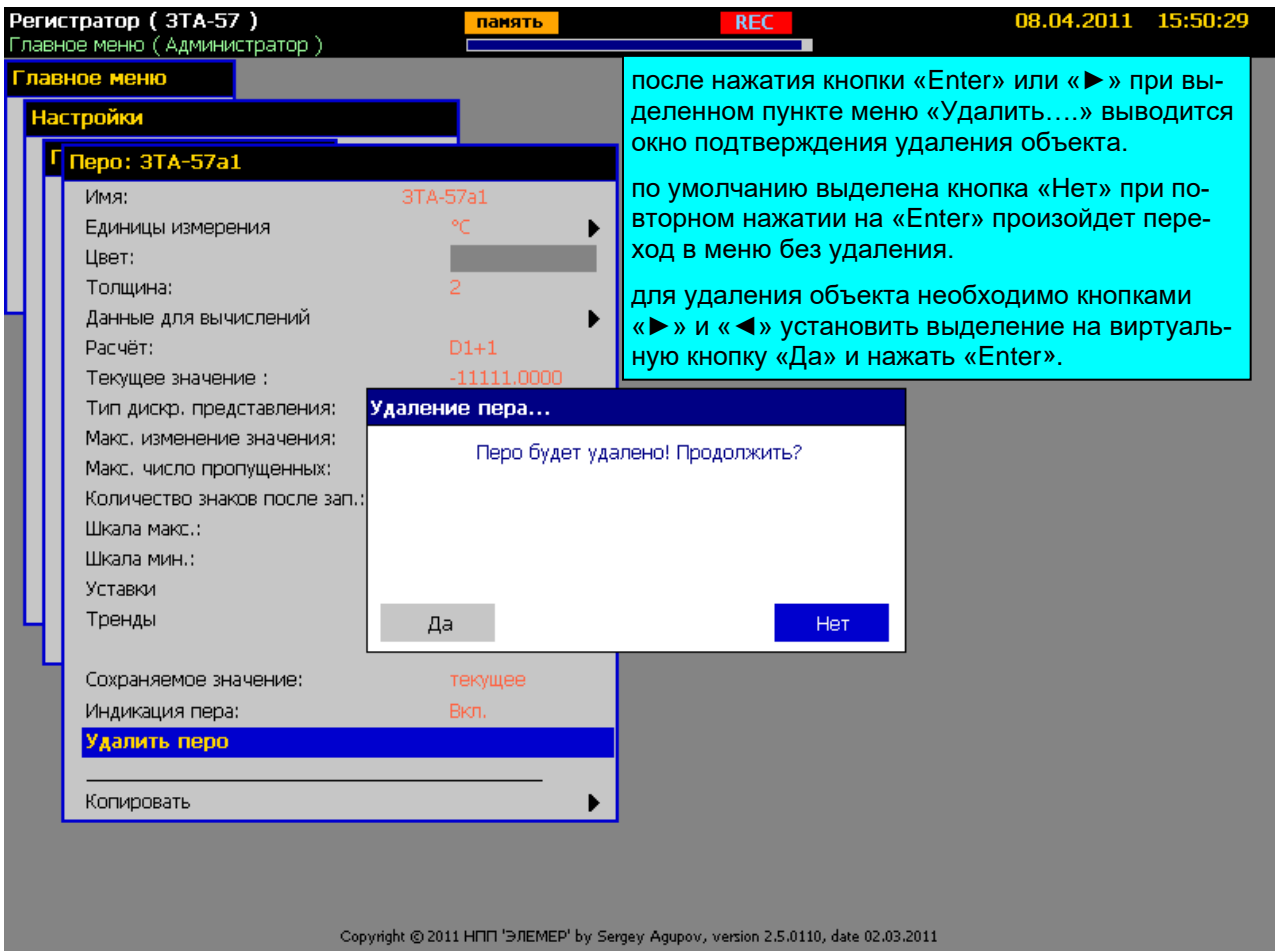 Регистратор ( ЗТА-57 )
память
REC
08.04.2011 15:50:29
Главное меню ( Администратор )
Главное меню
Настройки
Перо: ЗТА-57а1
Имя: ЗТА-57а1
Единицы измерения °C ▶
Цвет:
Толщина: 2
Данные для вычислений ▶
Расчёт: D1+1
Текущее значение : -11111.0000
Тип дискр. представления:
Макс. изменение значения:
Макс. число пропущенных:
Количество знаков после зап.:
Шкала макс.:
Шкала мин.:
Уставки
Тренды
Сохраняемое значение: текущее
Индикация пера: Вкл.
Удалить перо
Копировать ▶
после нажатия кнопки «Enter» или «►» при вы-
деленном пункте меню «Удалить….» выводится
окно подтверждения удаления объекта.
по умолчанию выделена кнопка «Нет» при по-
вторном нажатии на «Enter» произойдет пере-
ход в меню без удаления.
для удаления объекта необходимо кнопками
«►» и «◄» установить выделение на виртуаль-
ную кнопку «Да» и нажать «Enter».
Удаление пера...
Перо будет удалено! Продолжить?
Да Нет
Copyright © 2011 НПП 'ЭЛЕМЕР' by Sergey Agupov, version 2.5.0110, date 02.03.2011